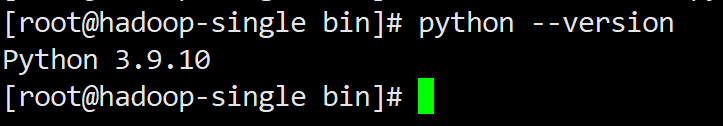 [root@hadoop-single bin]# python --version
Python 3.9.10
[root@hadoop-single bin]#